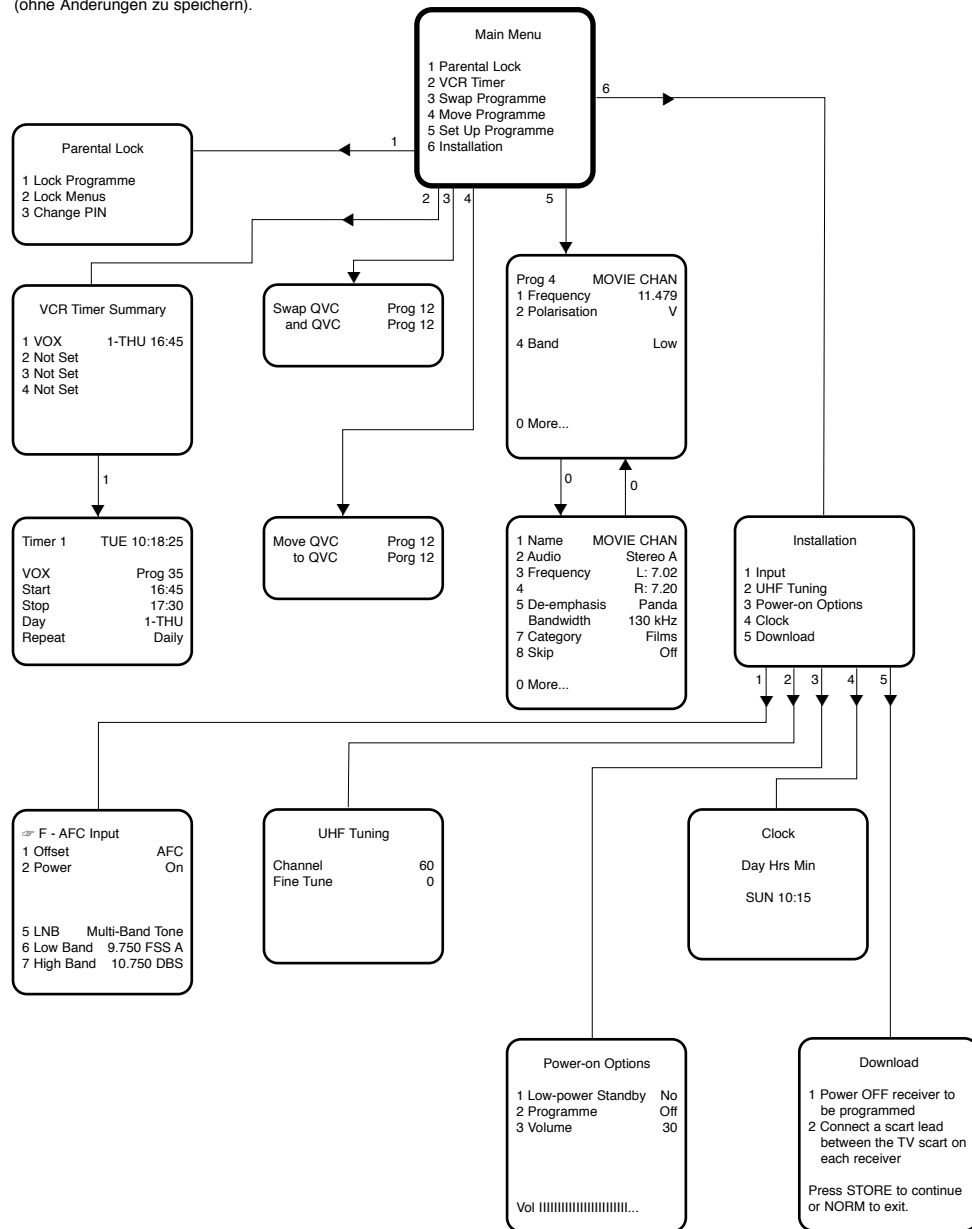 (ohne Änderungen zu speichern).
Main Menu
1 Parental Lock
2 VCR Timer
3 Swap Programme
4 Move Programme
5 Set Up Programme
6 Installation
6
1
Parental Lock
1 Lock Programme
2 Lock Menus
3 Change PIN
2 3 4 5
VCR Timer Summary
1 VOX 1-THU 16:45
2 Not Set
3 Not Set
4 Not Set
Swap QVC Prog 12
and QVC Prog 12
Prog 4 MOVIE CHAN
1 Frequency 11.479
2 Polarisation V
4 Band Low
0 More...
1
0 0
Timer 1 TUE 10:18:25
VOX Prog 35
Start 16:45
Stop 17:30
Day 1-THU
Repeat Daily
Move QVC Prog 12
to QVC Porg 12
1 Name MOVIE CHAN
2 Audio Stereo A
3 Frequency L: 7.02
4 R: 7.20
5 De-emphasis Panda
Bandwidth 130 kHz
7 Category Films
8 Skip Off
0 More...
Installation
1 Input
2 UHF Tuning
3 Power-on Options
4 Clock
5 Download
1 2 3 4 5
☞ F - AFC Input
1 Offset AFC
2 Power On
5 LNB Multi-Band Tone
6 Low Band 9.750 FSS A
7 High Band 10.750 DBS
UHF Tuning
Channel 60
Fine Tune 0
Clock
Day Hrs Min
SUN 10:15
Power-on Options
1 Low-power Standby No
2 Programme Off
3 Volume 30
Vol IIIIIIIIIIIIIIIIIIIIIIII...
Download
1 Power OFF receiver to
be programmed
2 Connect a scart lead
between the TV scart on
each receiver
Press STORE to continue
or NORM to exit.